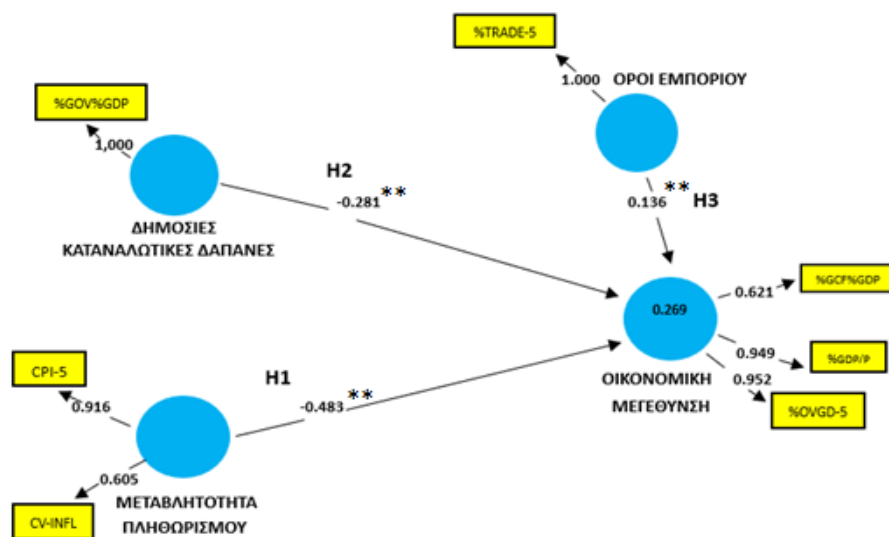 %TRADE-5
1.000
ΟΡΟΙ ΕΜΠΟΡΙΟΥ
%GOV%GDP
1,000
H2
-0.281**
0.136** H3
ΔΗΜΟΣΙΕΣ
ΚΑΤΑΝΑΛΩΤΙΚΕΣ ΔΑΠΑΝΕΣ
%GCF%GDP
0.621
0.269
0.949
%GDP/P
0.952
%OVGD-5
ΟΙΚΟΝΟΜΙΚΗ
ΜΕΓΕΘΥΝΣΗ
CPI-5
0.916
H1
-0.483**
0.605
CV-INFL
ΜΕΤΑΒΛΗΤΟΤΗΤΑ
ΠΛΗΘΩΡΙΣΜΟΥ